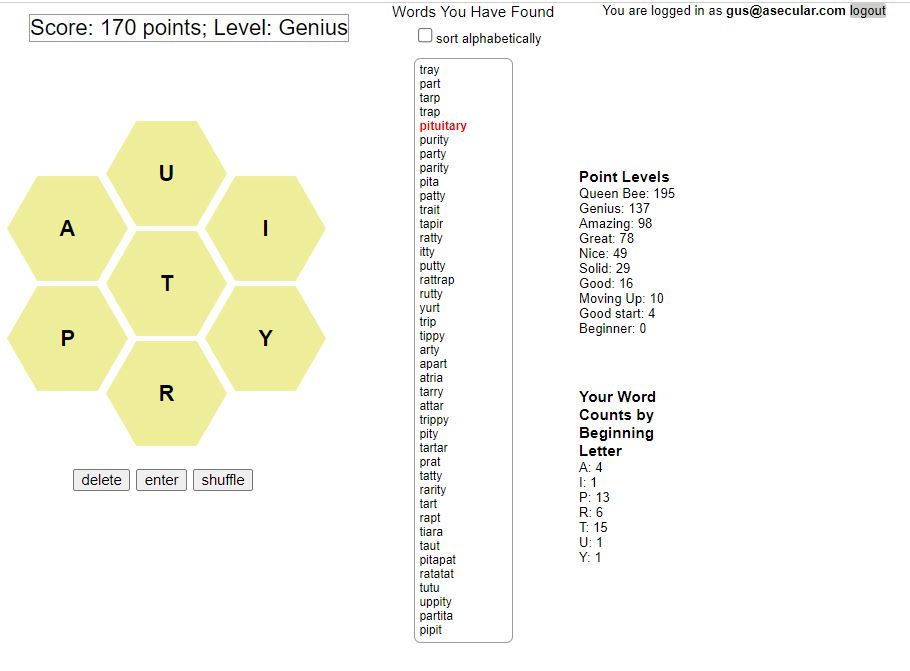 Score: 170 points; Level: Genius
U
A
I
T
P
Y
R
delete
enter
shuffle
Words You Have Found
sort alphabetically
tray
part
tarp
trap
pituitary
purity
party
parity
pita
patty
trait
tapir
ratty
itty
putty
rattrap
rutty
yurt
trip
tippy
arty
apart
atria
tarry
attar
trippy
pity
tartar
prat
tatty
rarity
tart
rapt
tiara
taut
pitapat
ratatat
tutu
uppity
partita
pipit
You are logged in as gus@asecular.com logout
Point Levels
Queen Bee: 195
Genius: 137
Amazing: 98
Great: 78
Nice: 49
Solid: 29
Good: 16
Moving Up: 10
Good start: 4
Beginner: 0
Your Word
Counts by
Beginning
Letter
A: 4
I: 1
P: 13
R: 6
T: 15
U: 1
Y: 1